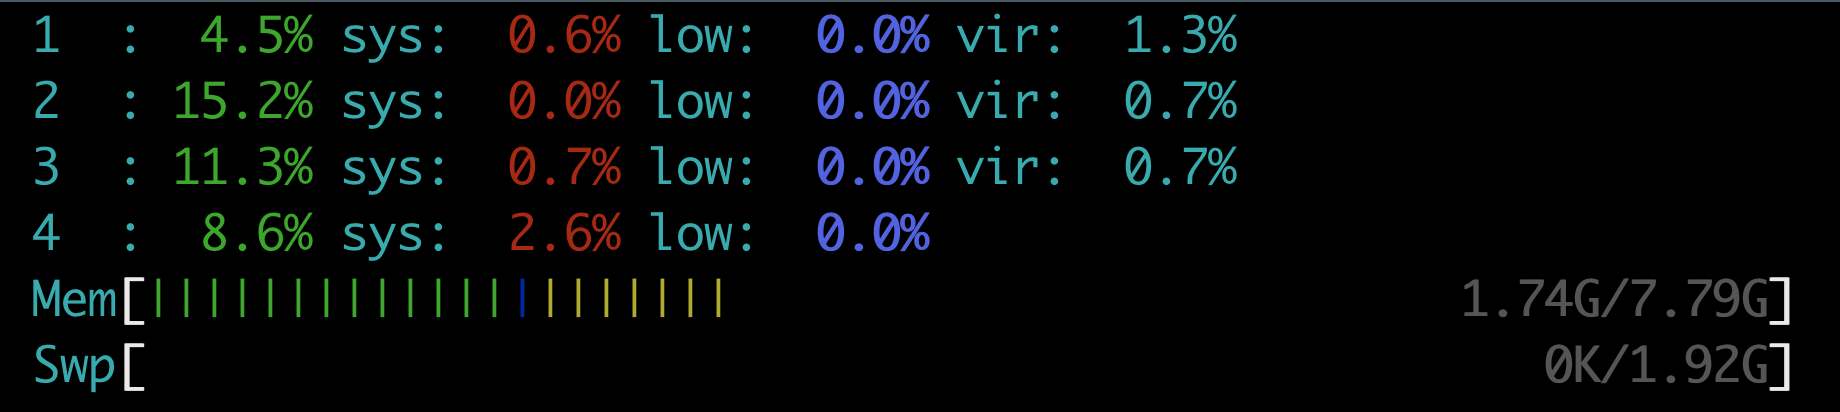 1  :   4.5% sys:   0.6% low:   0.0% vir:   1.3%
2  :  15.2% sys:   0.0% low:   0.0% vir:   0.7%
3  :  11.3% sys:   0.7% low:   0.0% vir:   0.7%
4  :   8.6% sys:   2.6% low:   0.0%
Mem[||||||||||||||||||||| 1.74G/7.79G]
Swp[ 0K/1.92G]